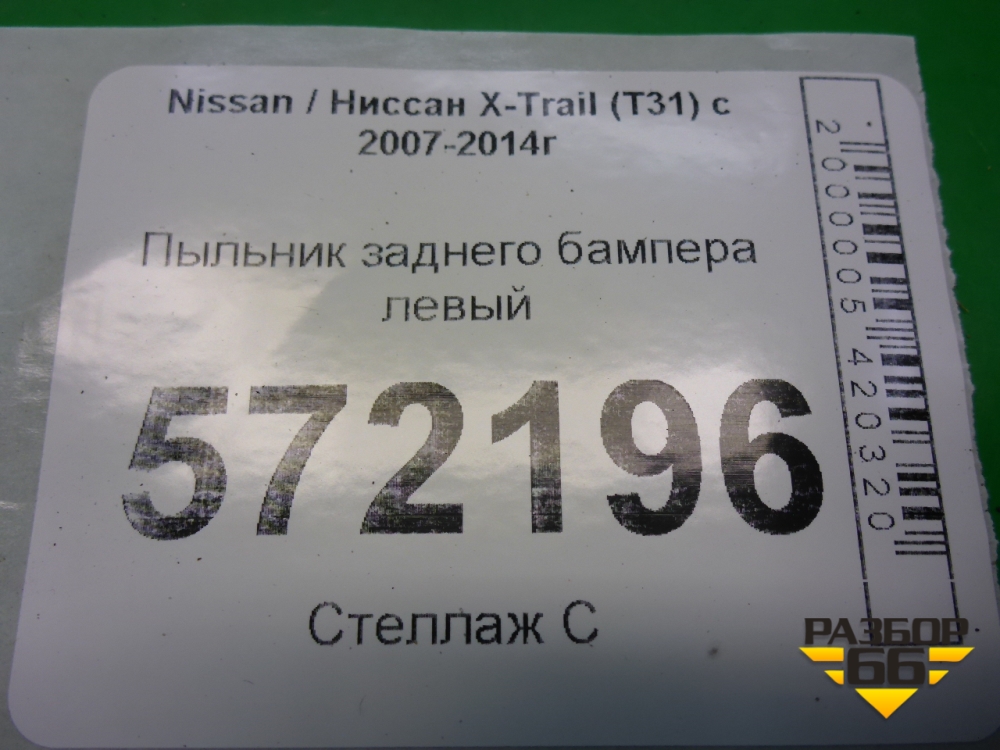 Nissan / Ниссан X-Trail (T31) с
2007-2014г
Пыльник заднего бампера
левый
572196
Стеллаж С
2000005420320
РАЗБОР
66